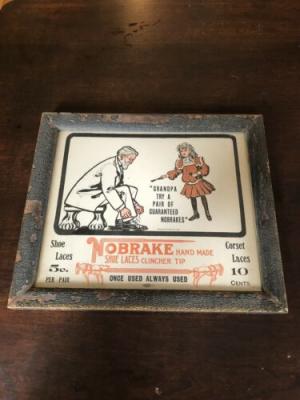 "GRANDPA
TRY A
PAIR OF
GUARANTEED
NOBRAKES"
Shoe
Laces
5c.
PER PAIR
NOBRAKE HAND MADE
SHOE LACES CLINCHER TIP
ONCE USED ALWAYS USED
Corset
Laces
10
CENTS